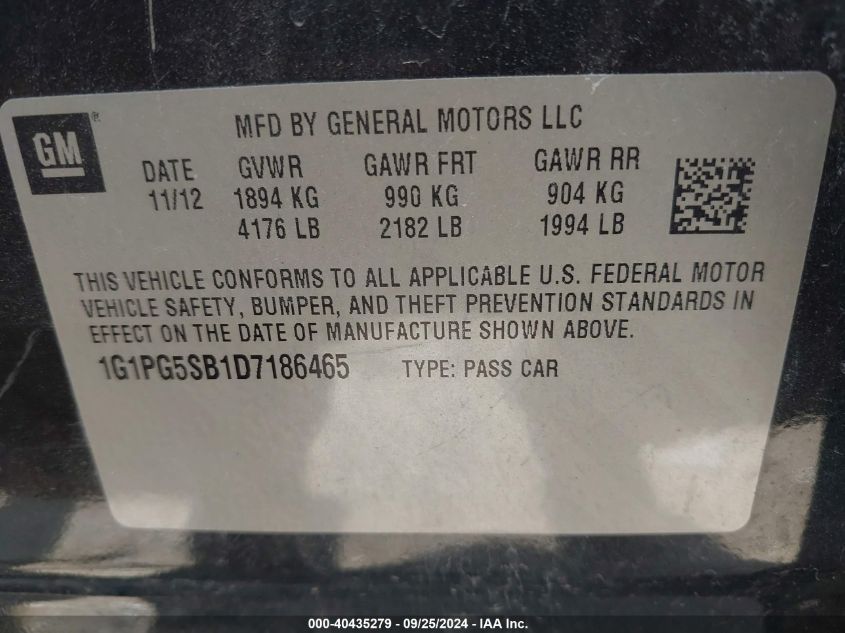 GM ®
MFD BY GENERAL MOTORS LLC
DATE GVWR GAWR FRT GAWR RR
11/12 1894 KG 990 KG 904 KG
4176 LB 2182 LB 1994 LB
THIS VEHICLE CONFORMS TO ALL APPLICABLE U.S. FEDERAL MOTOR
VEHICLE SAFETY, BUMPER, AND THEFT PREVENTION STANDARDS IN
EFFECT ON THE DATE OF MANUFACTURE SHOWN ABOVE.
1G1PG5SB1D7186465 TYPE: PASS CAR
000-40435279 - 09/25/2024 - IAA Inc.